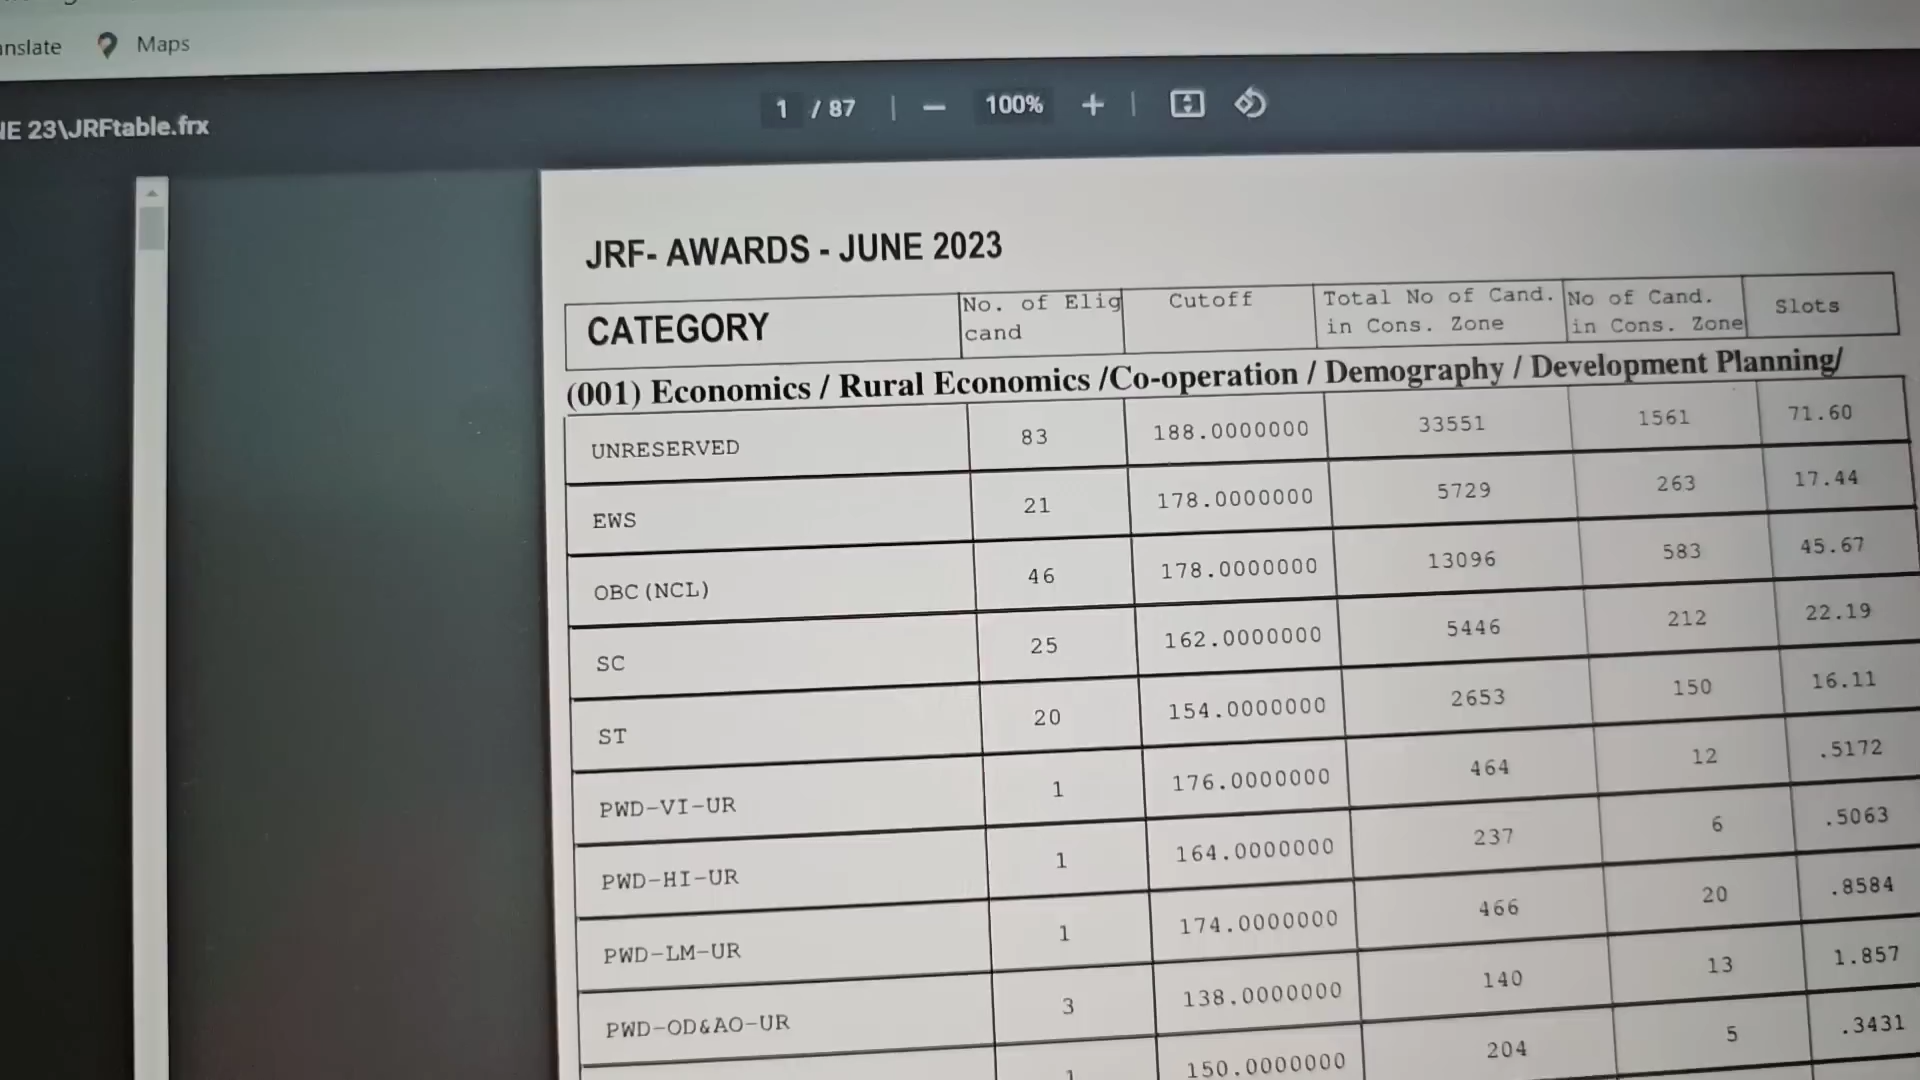 anslate Maps
NE 23\JRFtable.frx
1 / 87 | − 100% + |
JRF- AWARDS - JUNE 2023
CATEGORY No. of Elig cand Cutoff Total No of Cand. in Cons. Zone No of Cand. in Cons. Zone Slots
(001) Economics / Rural Economics /Co-operation / Demography / Development Planning/
UNRESERVED 83 188.0000000 33551 1561 71.60
EWS 21 178.0000000 5729 263 17.44
OBC(NCL) 46 178.0000000 13096 583 45.67
SC 25 162.0000000 5446 212 22.19
ST 20 154.0000000 2653 150 16.11
PWD-VI-UR 1 176.0000000 464 12 .5172
PWD-HI-UR 1 164.0000000 237 6 .5063
PWD-LM-UR 1 174.0000000 466 20 .8584
PWD-OD&AO-UR 3 138.0000000 140 13 1.857
1 150.0000000 204 5 .3431